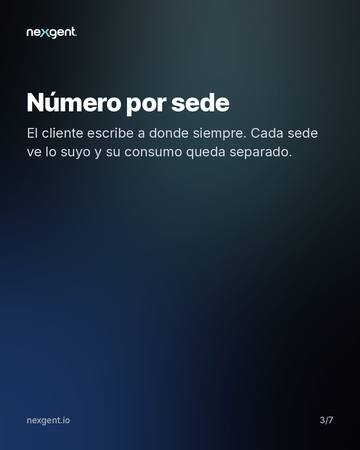 nexgent
Número por sede
El cliente escribe a donde siempre. Cada sede
ve lo suyo y su consumo queda separado.
nexgent.io
3/7